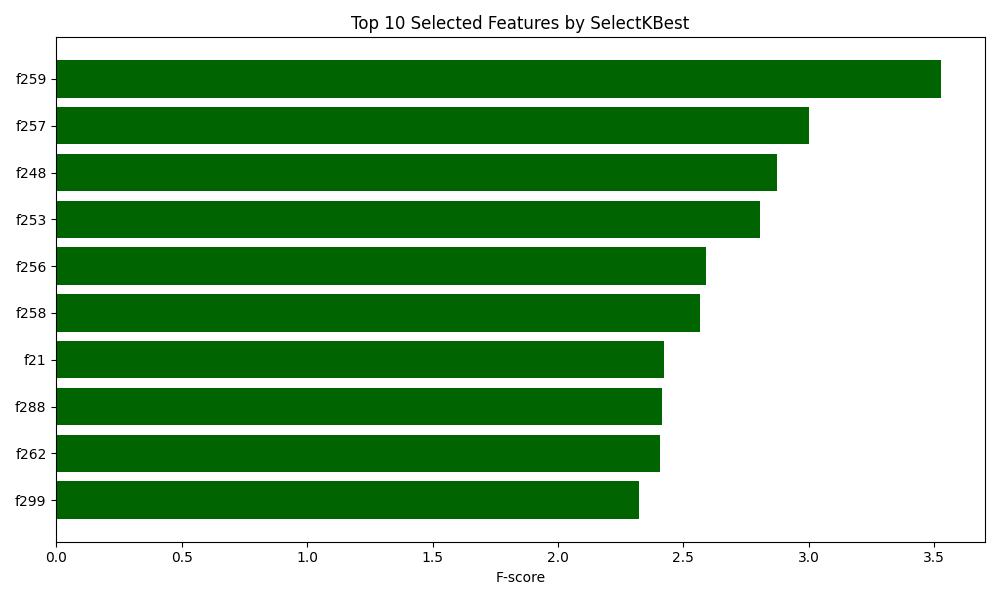 Top 10 Selected Features by SelectKBest
f259
f257
f248
f253
f256
f258
f21
f288
f262
f299
0.0 0.5 1.0 1.5 2.0 2.5 3.0 3.5
F-score